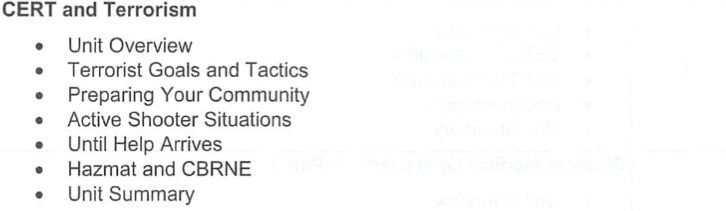 CERT and Terrorism
• Unit Overview
• Terrorist Goals and Tactics
• Preparing Your Community
• Active Shooter Situations
• Until Help Arrives
• Hazmat and CBRNE
• Unit Summary